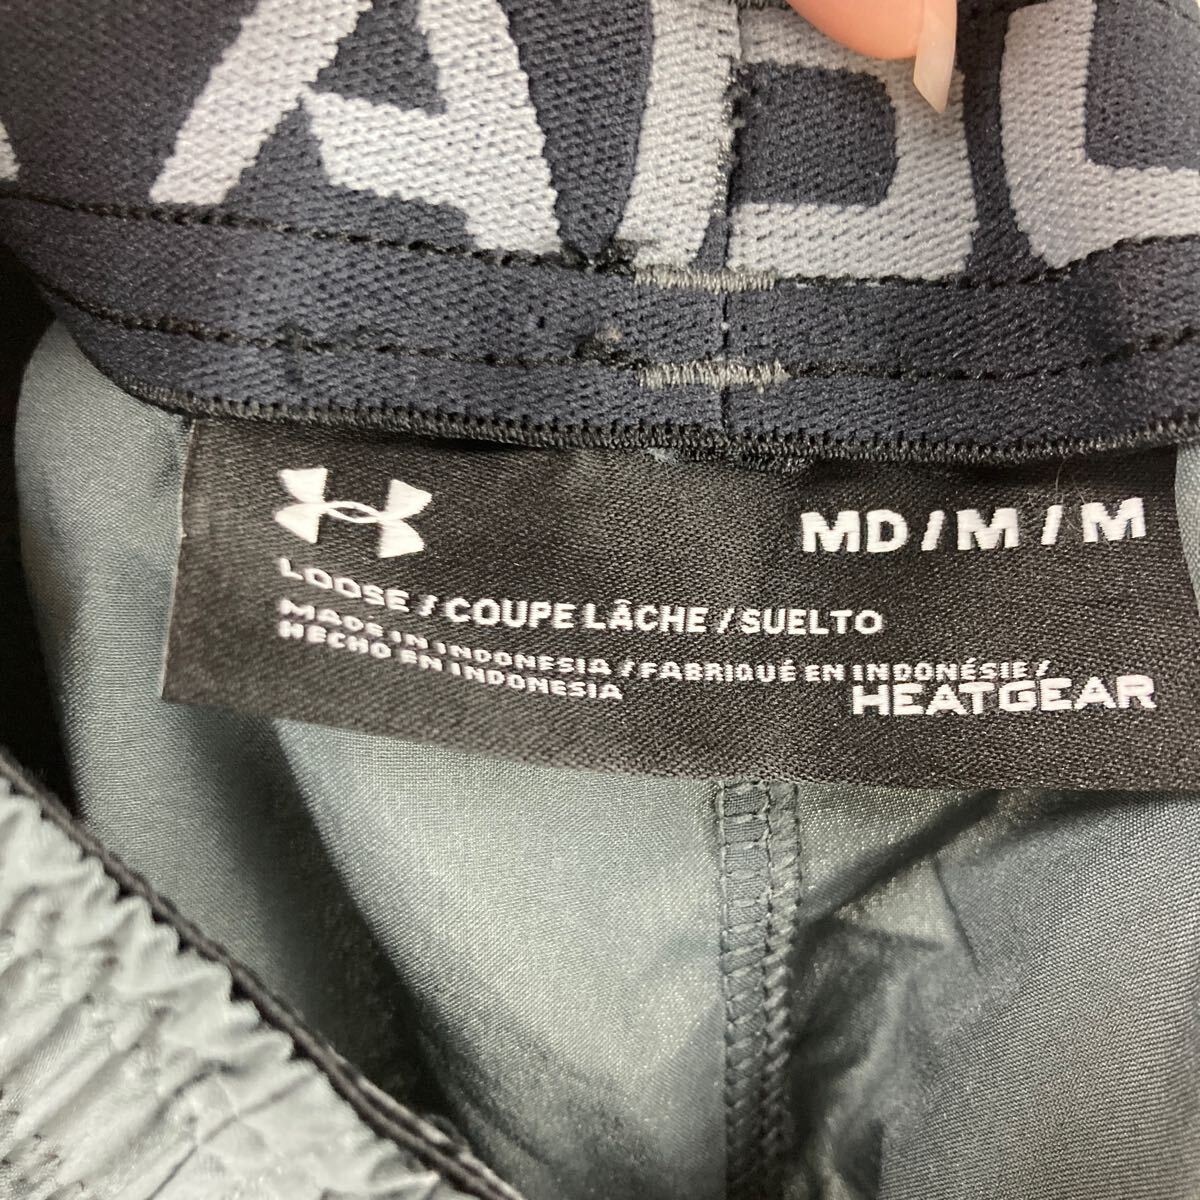 MD / M / M
LOOSE / COUPE LÂCHE / SUELTO
MADE IN INDONESIA / FABRIQUÉ EN INDONÉSIE /
HECHO EN INDONESIA
HEATGEAR